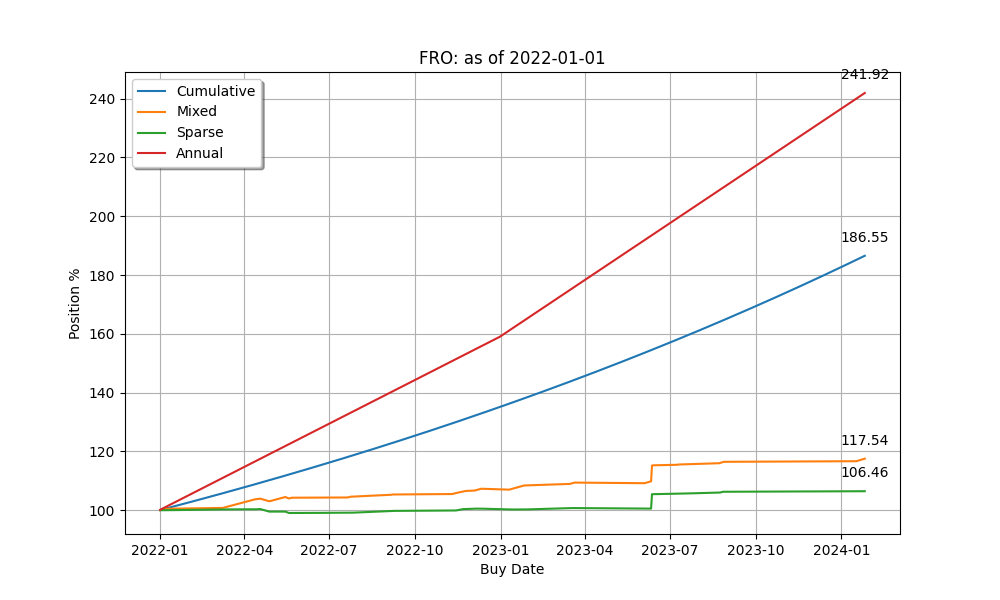 FRO: as of 2022-01-01
241.92
Cumulative
Mixed
Sparse
Annual
186.55
117.54
106.46
Position %
240
220
200
180
160
140
120
100
2022-01 2022-04 2022-07 2022-10 2023-01 2023-04 2023-07 2023-10 2024-01
Buy Date